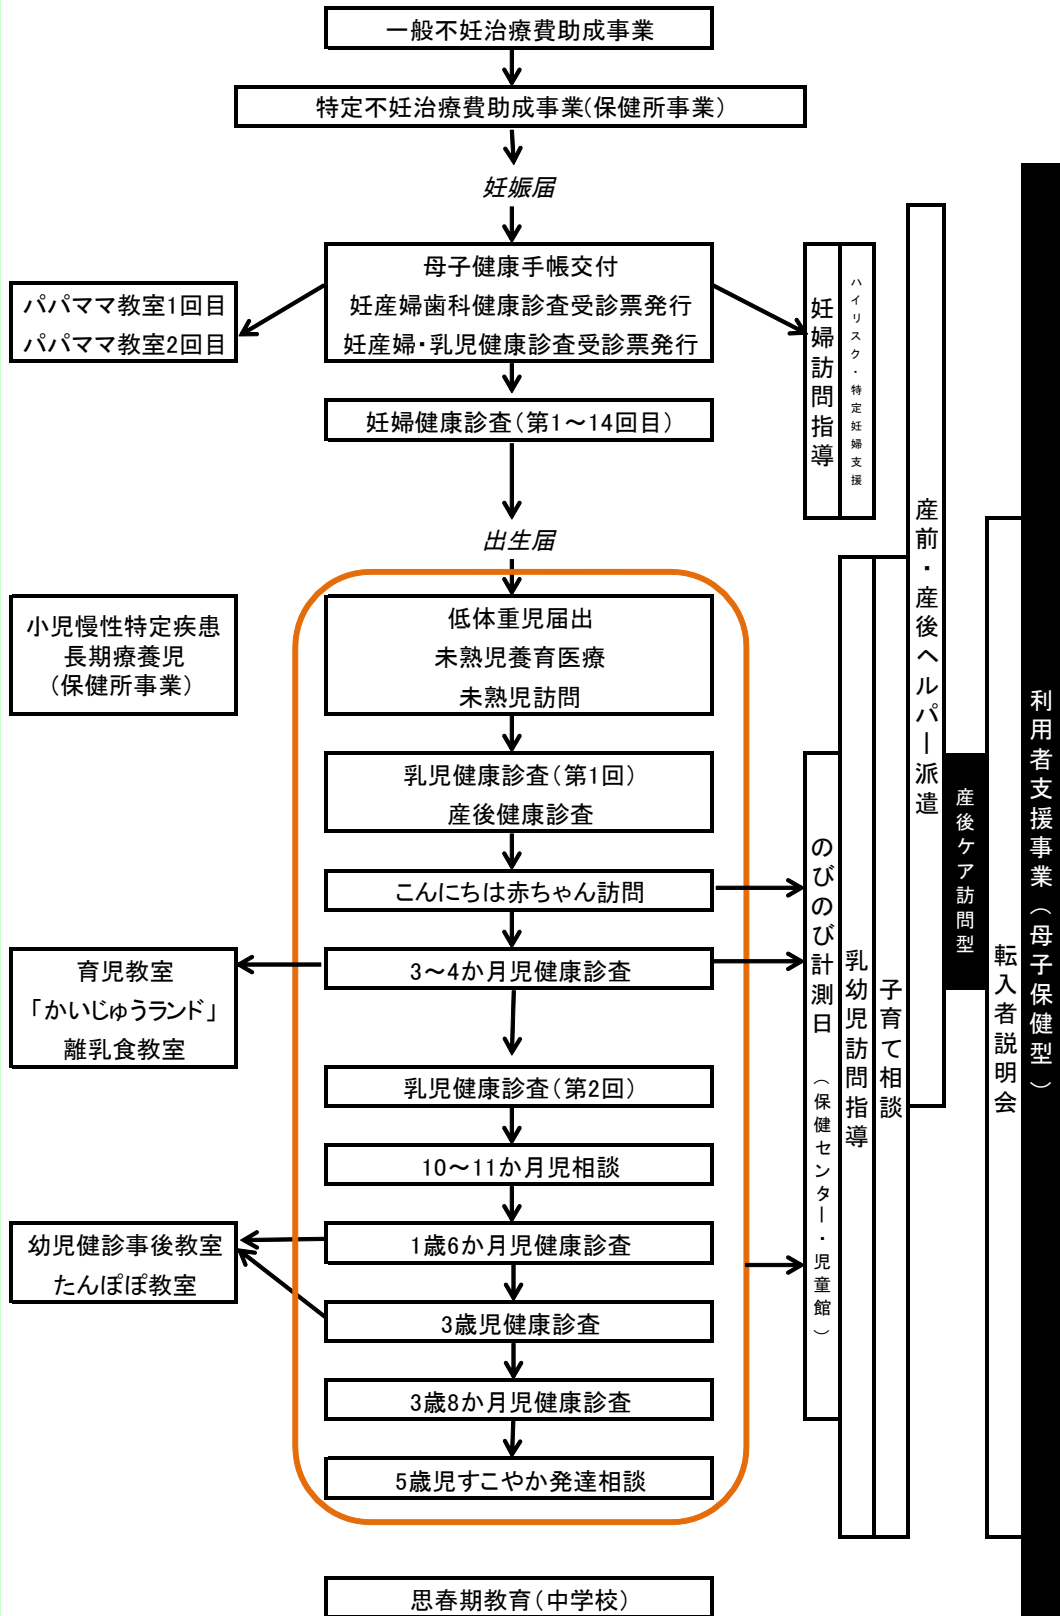 一般不妊治療費助成事業
特定不妊治療費助成事業(保健所事業)
妊娠届
母子健康手帳交付
妊産婦歯科健康診査受診票発行
妊産婦・乳児健康診査受診票発行
パパママ教室1回目
パパママ教室2回目
妊婦訪問指導
ハイリスク・特定妊婦支援
妊婦健康診査(第1～14回目)
出生届
小児慢性特定疾患
長期療養児
(保健所事業)
低体重児届出
未熟児養育医療
未熟児訪問
乳児健康診査(第1回)
産後健康診査
こんにちは赤ちゃん訪問
3～4か月児健康診査
育児教室
「かいじゅうランド」
離乳食教室
乳児健康診査(第2回)
10～11か月児相談
1歳6か月児健康診査
幼児健診事後教室
たんぽぽ教室
3歳児健康診査
3歳8か月児健康診査
5歳児すこやか発達相談
思春期教育(中学校)
のびのび計測日(保健センター・児童館)
乳幼児訪問指導
子育て相談
産前・産後ヘルパー派遣
産後ケア訪問型
転入者説明会
利用者支援事業(母子保健型)